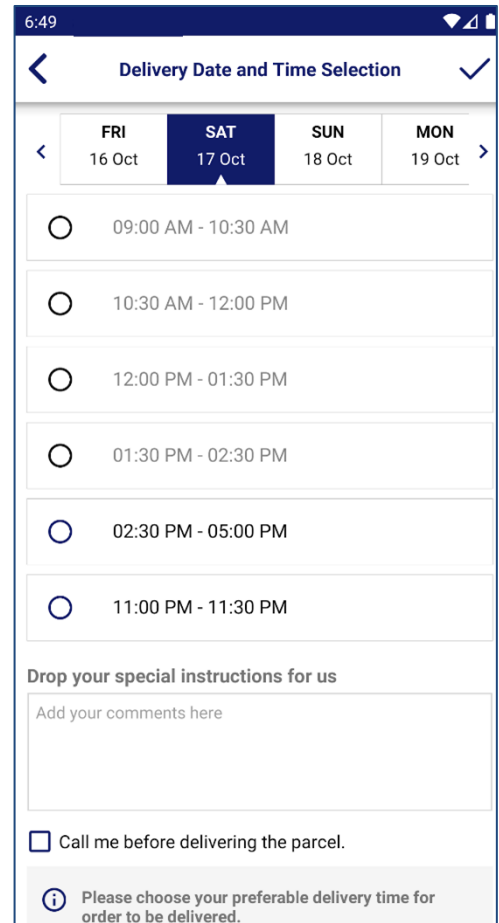 6:49
Delivery Date and Time Selection
FRI SAT SUN MON
16 Oct 17 Oct 18 Oct 19 Oct
09:00 AM - 10:30 AM
10:30 AM - 12:00 PM
12:00 PM - 01:30 PM
01:30 PM - 02:30 PM
02:30 PM - 05:00 PM
11:00 PM - 11:30 PM
Drop your special instructions for us
Add your comments here
Call me before delivering the parcel.
Please choose your preferable delivery time for
order to be delivered.